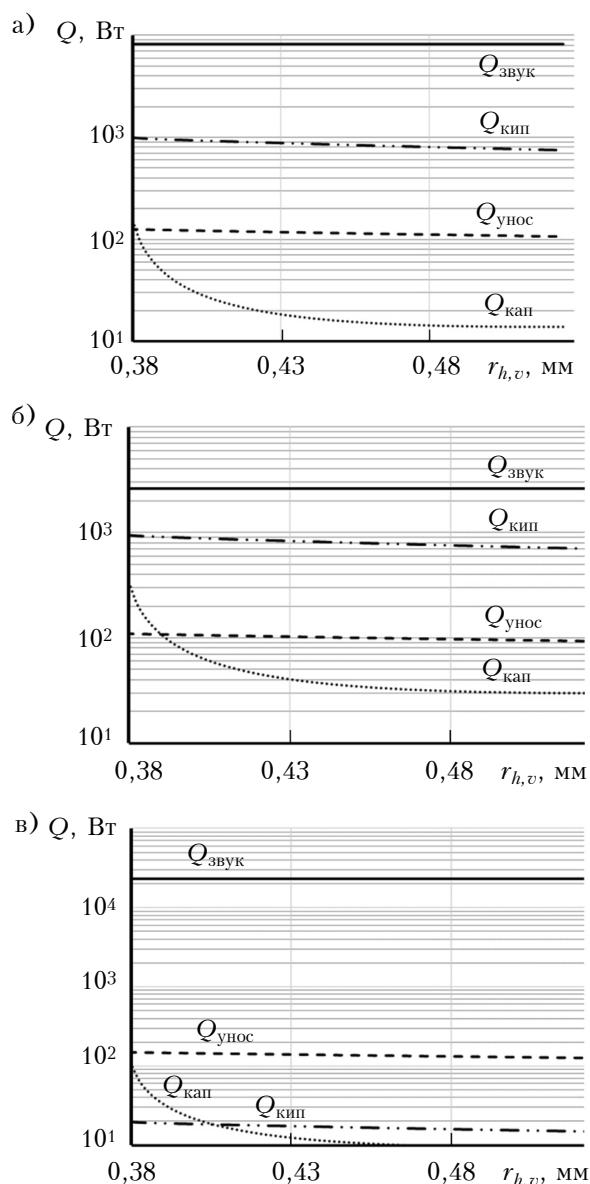 а) Q, Вт
Qзвук
10³
Qкип
Qунос
10²
Qкап
10¹
0,38 0,43 0,48 rh,v, мм
б) Q, Вт
Qзвук
10³
Qкип
Qунос
10²
Qкап
10¹
0,38 0,43 0,48 rh,v, мм
в) Q, Вт
Qзвук
10⁴
10³
Qунос
10²
Qкап
Qкип
10¹
0,38 0,43 0,48 rh,v, мм